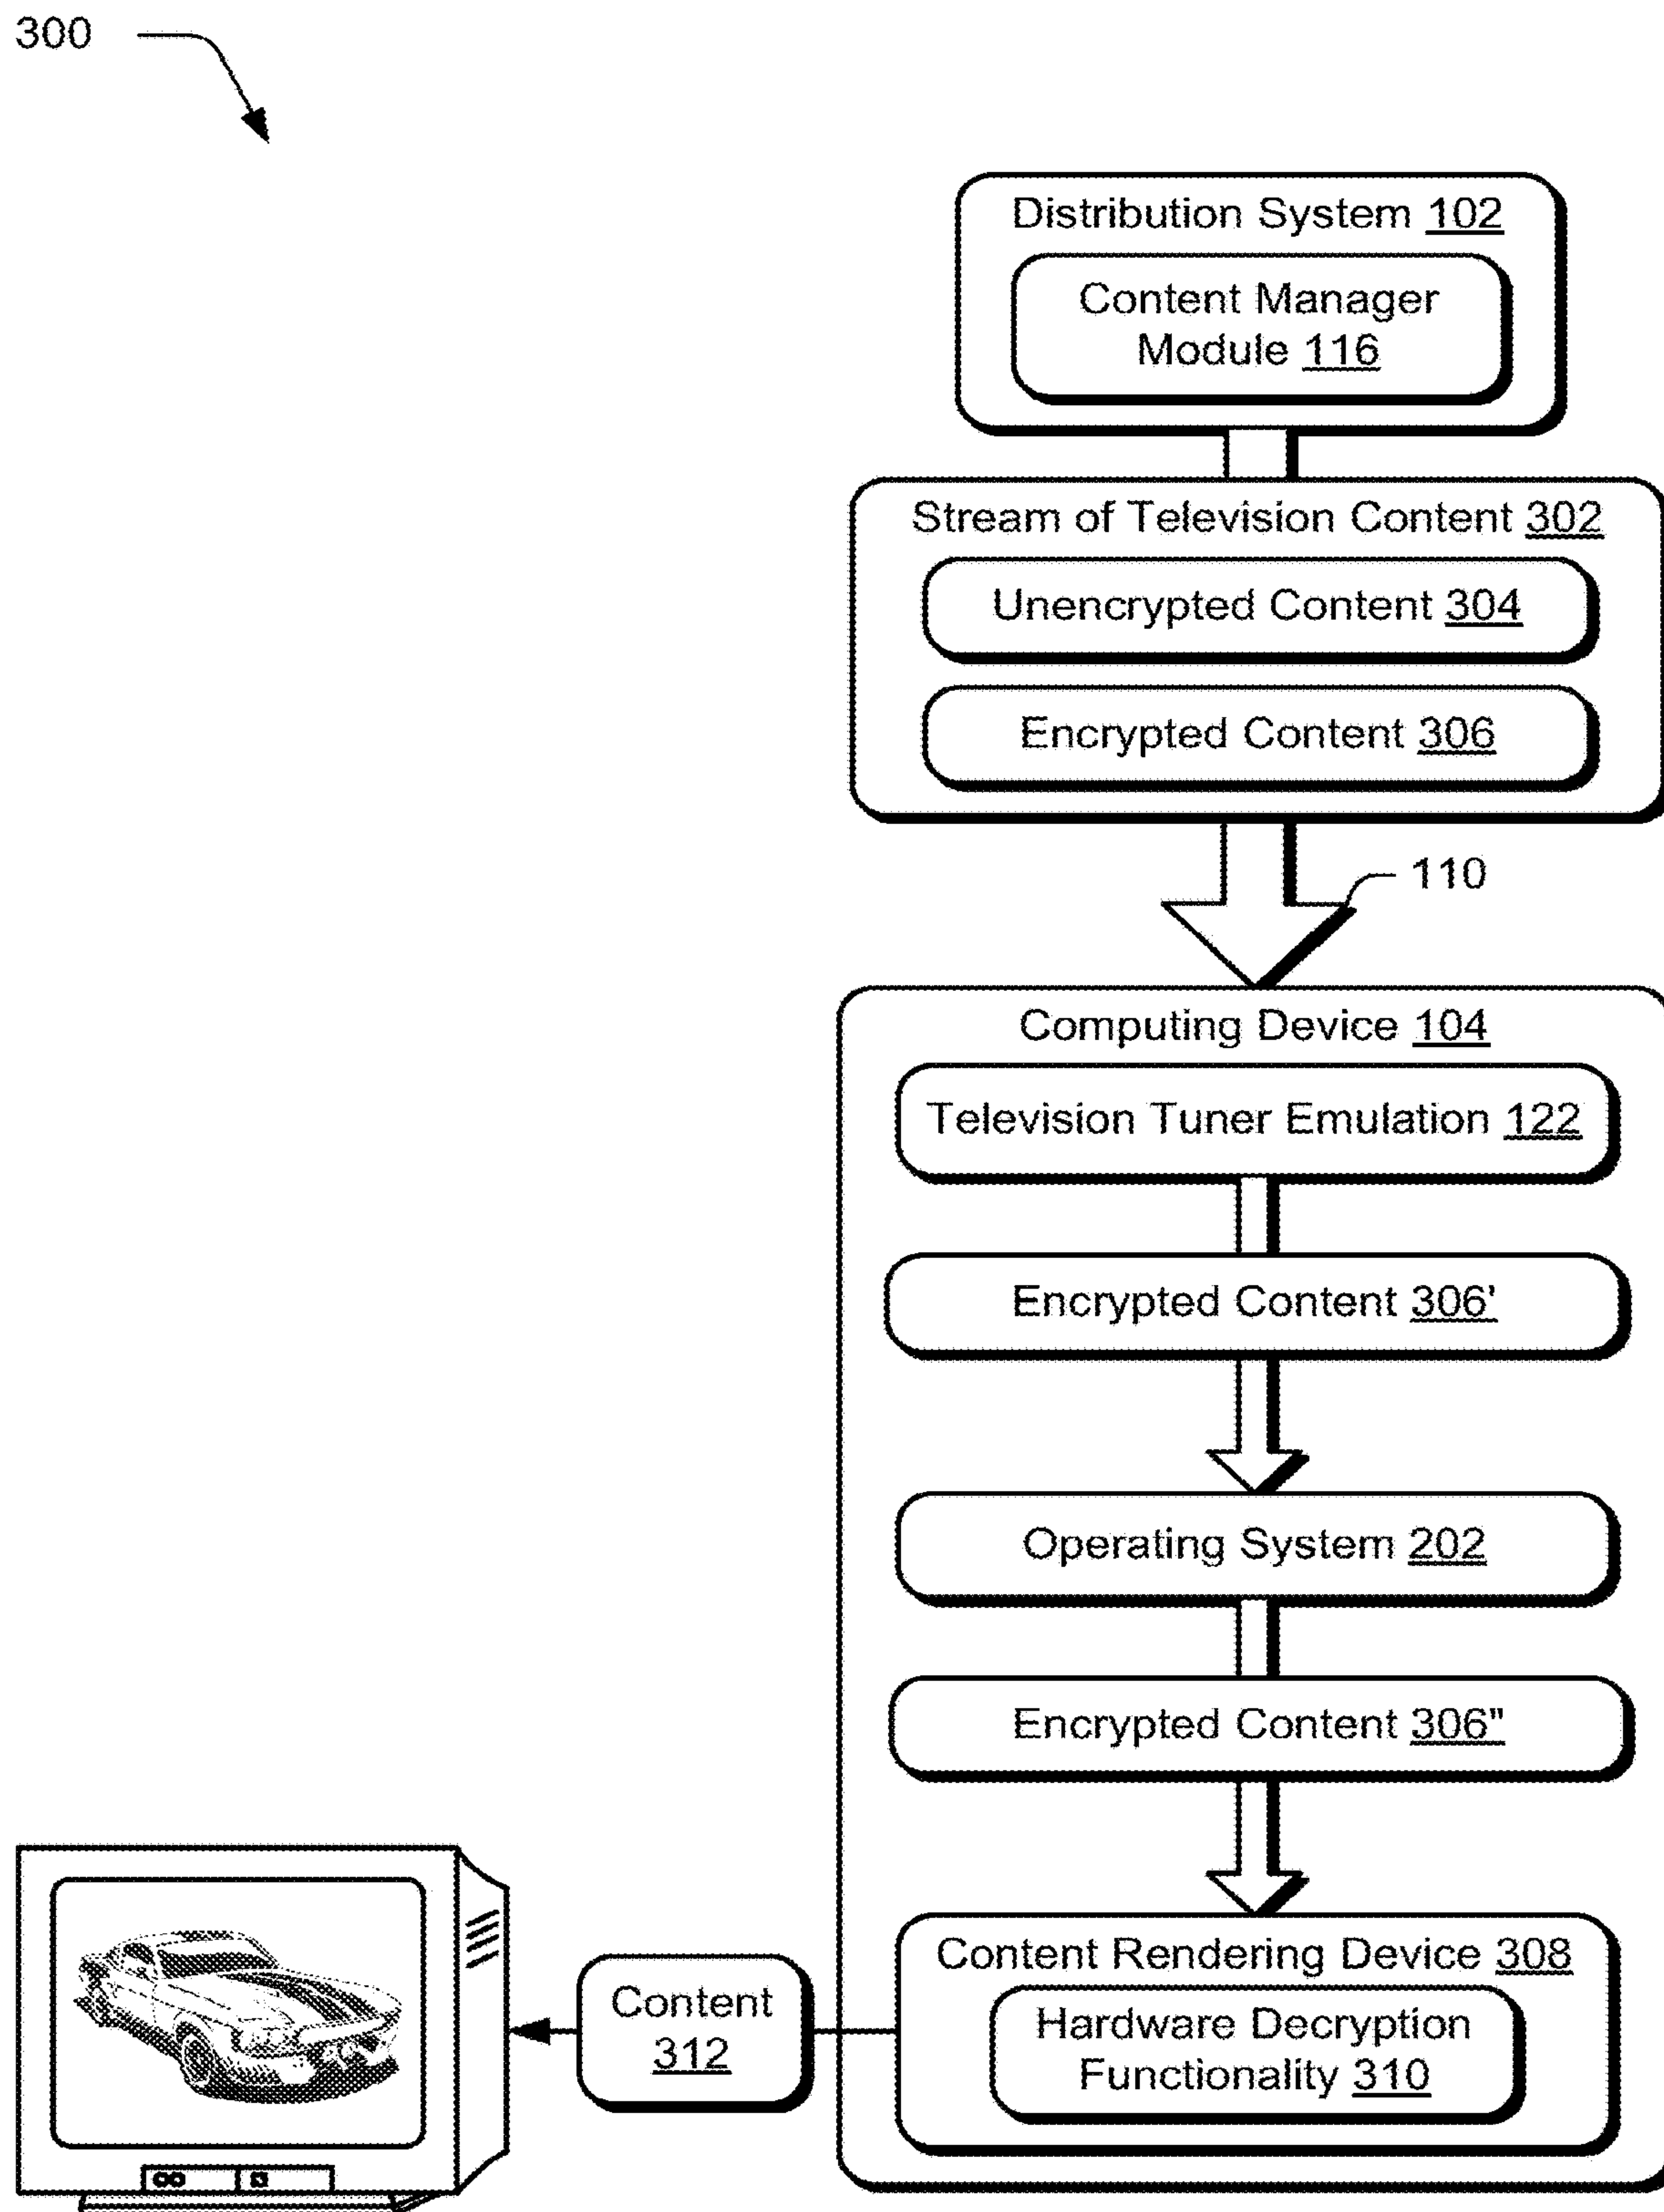 300
Distribution System 102
Content Manager
Module 116
Stream of Television Content 302
Unencrypted Content 304
Encrypted Content 306
110
Computing Device 104
Television Tuner Emulation 122
Encrypted Content 306'
Operating System 202
Encrypted Content 306"
Content Rendering Device 308
Hardware Decryption
Functionality 310
Content
312